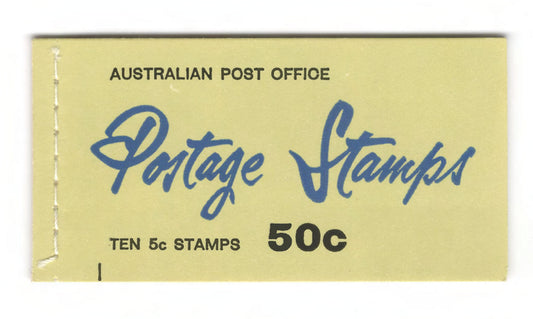 AUSTRALIAN POST OFFICE
Postage Stamps
TEN 5c STAMPS 50c